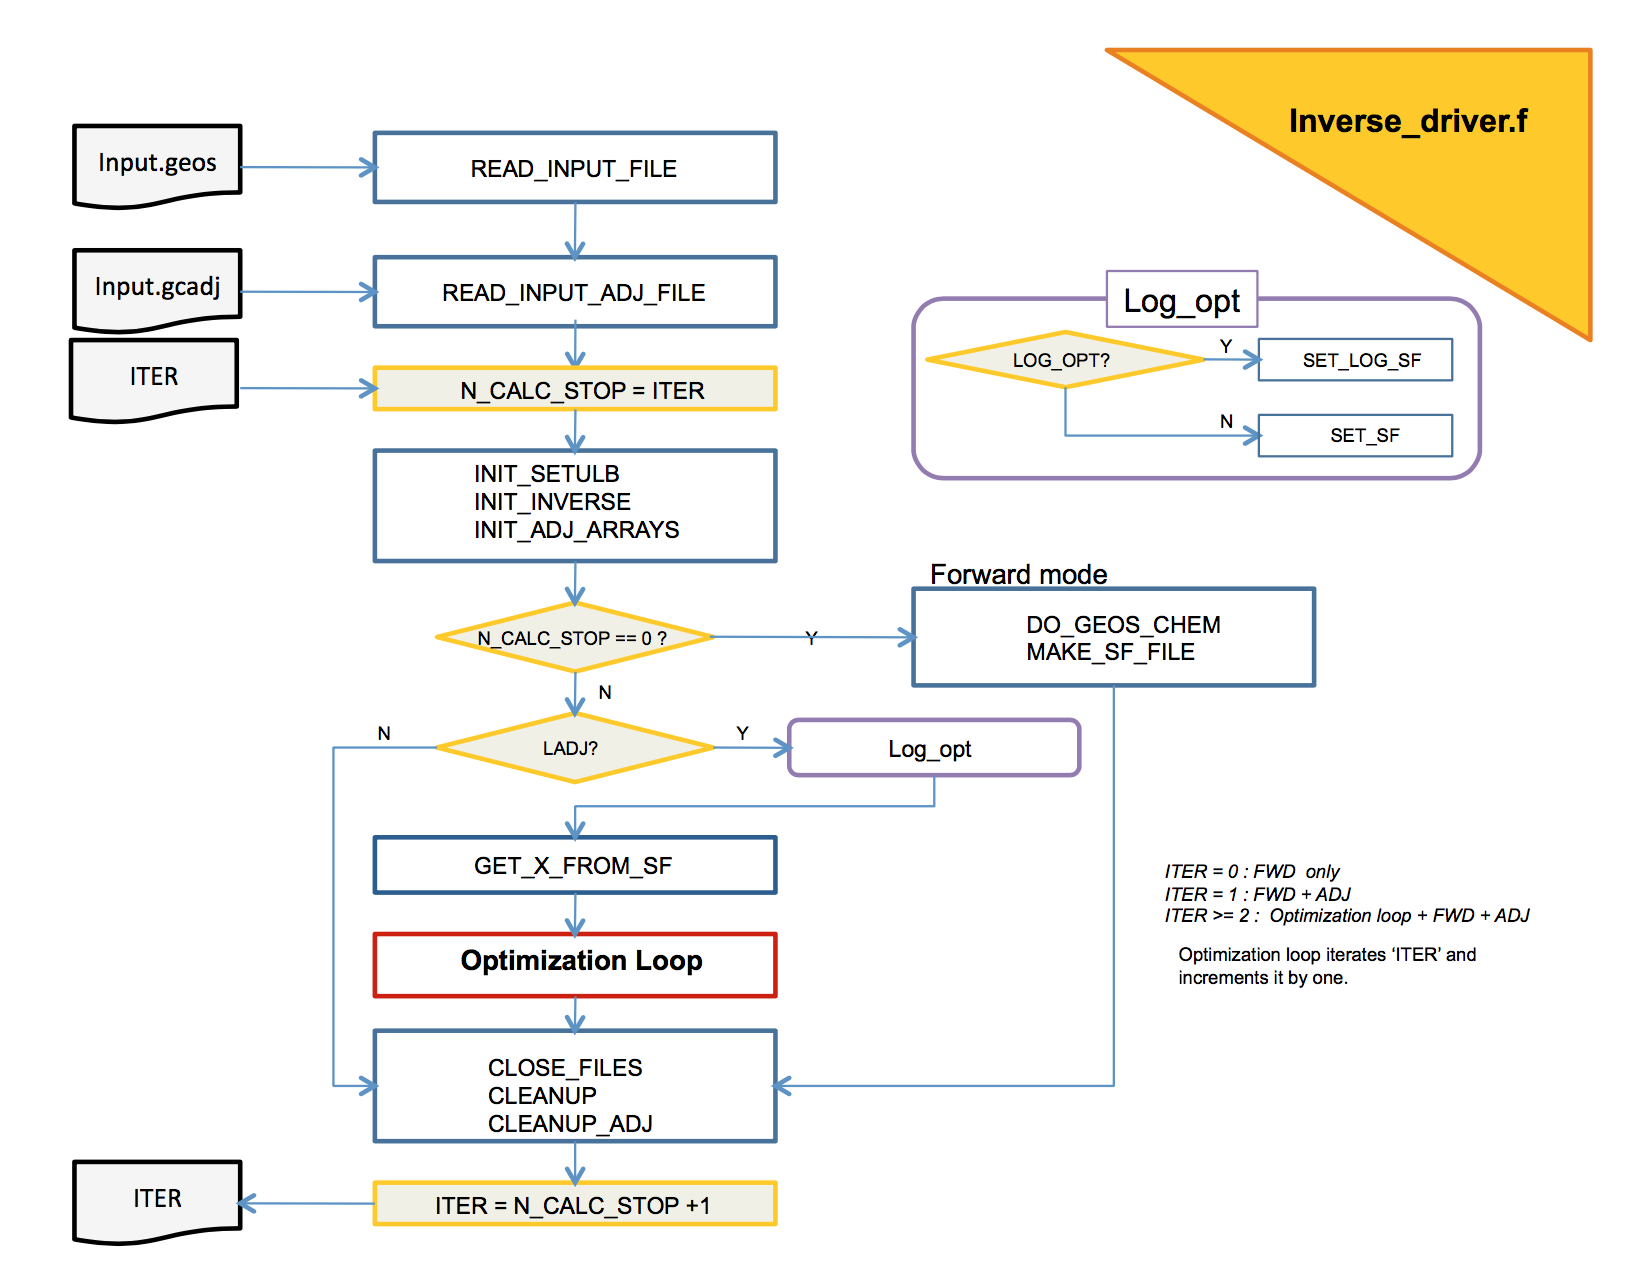 Inverse_driver.f
Input.geos
READ_INPUT_FILE
Input.gcadj
READ_INPUT_ADJ_FILE
ITER
N_CALC_STOP = ITER
Log_opt
LOG_OPT?
Y
SET_LOG_SF
N
SET_SF
INIT_SETULB
INIT_INVERSE
INIT_ADJ_ARRAYS
N_CALC_STOP == 0 ?
Y
Forward mode
DO_GEOS_CHEM
MAKE_SF_FILE
N
LADJ?
N
Y
Log_opt
GET_X_FROM_SF
Optimization Loop
ITER = 0 : FWD only
ITER = 1 : FWD + ADJ
ITER >= 2 : Optimization loop + FWD + ADJ
Optimization loop iterates ‘ITER’ and
increments it by one.
CLOSE_FILES
CLEANUP
CLEANUP_ADJ
ITER = N_CALC_STOP +1
ITER